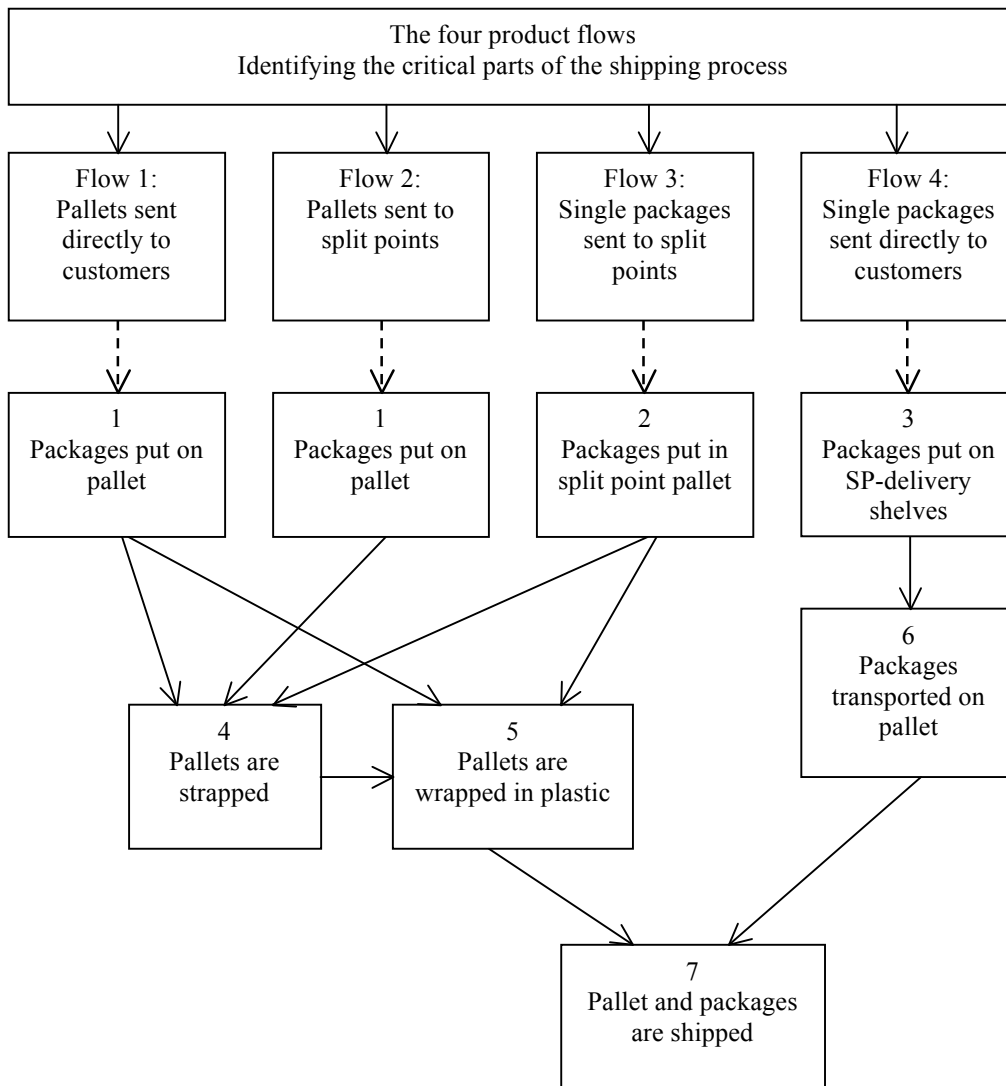 The four product flows
Identifying the critical parts of the shipping process
Flow 1:
Pallets sent
directly to
customers
Flow 2:
Pallets sent to
split points
Flow 3:
Single packages
sent to split
points
Flow 4:
Single packages
sent directly to
customers
1
Packages put on
pallet
1
Packages put on
pallet
2
Packages put in
split point pallet
3
Packages put on
SP-delivery
shelves
6
Packages
transported on
pallet
4
Pallets are
strapped
5
Pallets are
wrapped in plastic
7
Pallet and packages
are shipped